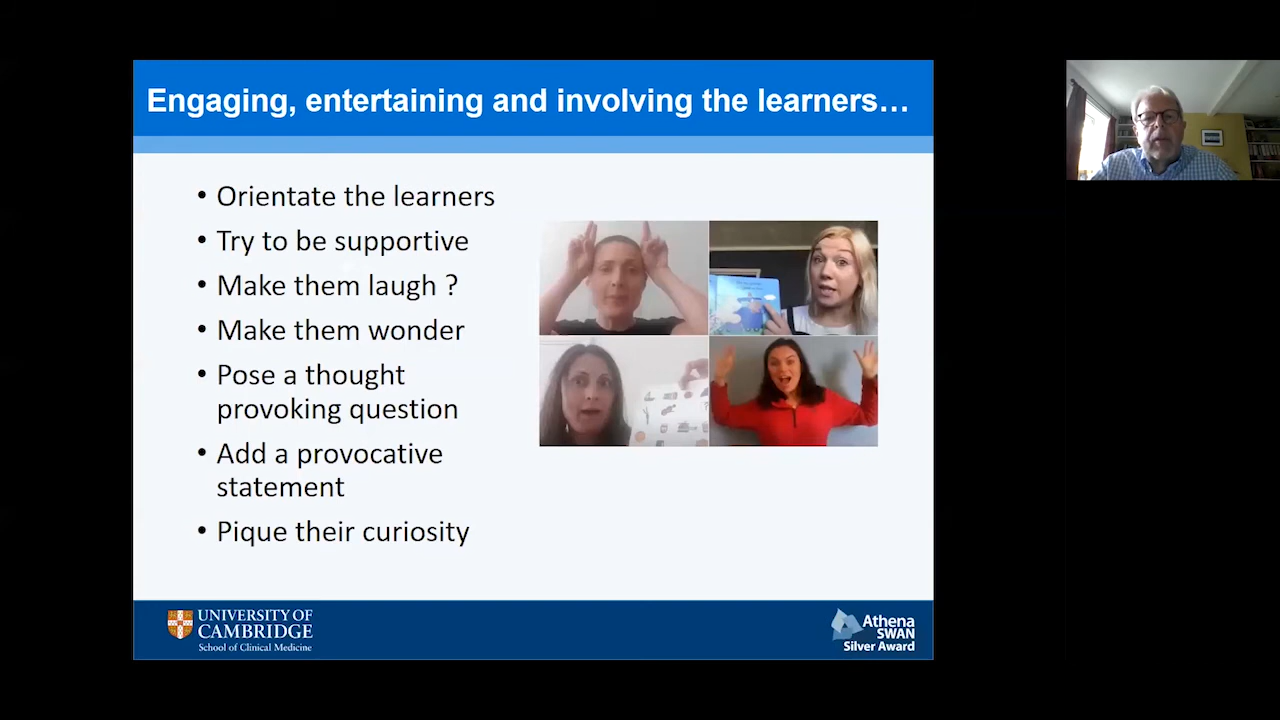 Engaging, entertaining and involving the learners…
• Orientate the learners
• Try to be supportive
• Make them laugh ?
• Make them wonder
• Pose a thought
provoking question
• Add a provocative
statement
• Pique their curiosity
UNIVERSITY OF
CAMBRIDGE
School of Clinical Medicine
Athena
SWAN
Silver Award